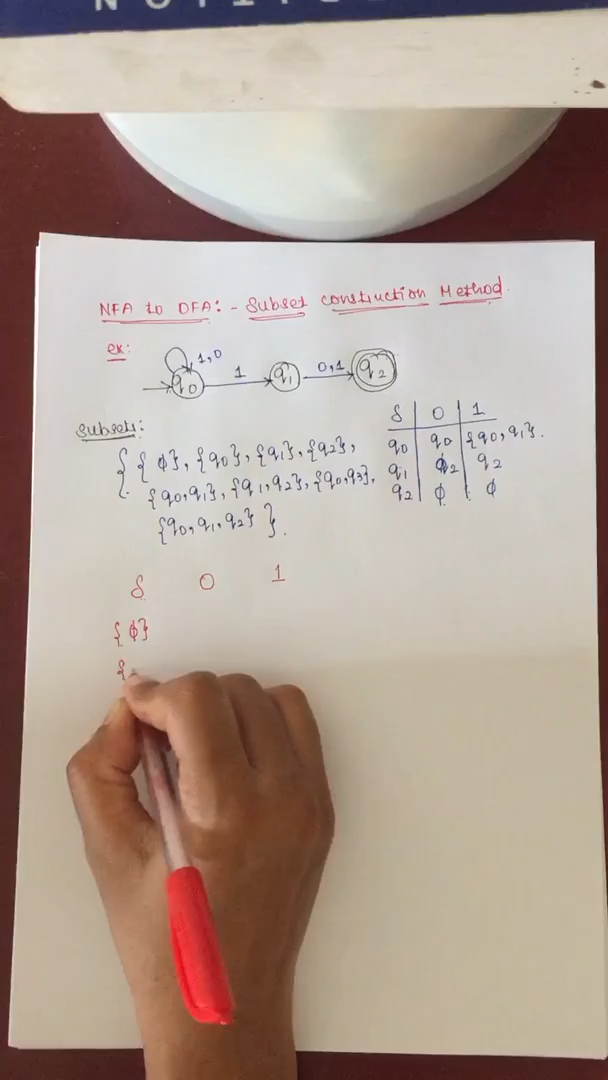 NFA to DFA: - Subset construction Method.
ex:
1,0
q0 1 q1 0,1 q2
subsets:
{ {ϕ}, {q0}, {q1}, {q2},
{q0,q1}, {q1,q2}, {q0,q3},
{q0,q1,q2} }.
δ 0 1
q0 q0 {q0,q1}.
q1 q2 q2
q2 ϕ ϕ
δ 0 1
{ϕ}
{